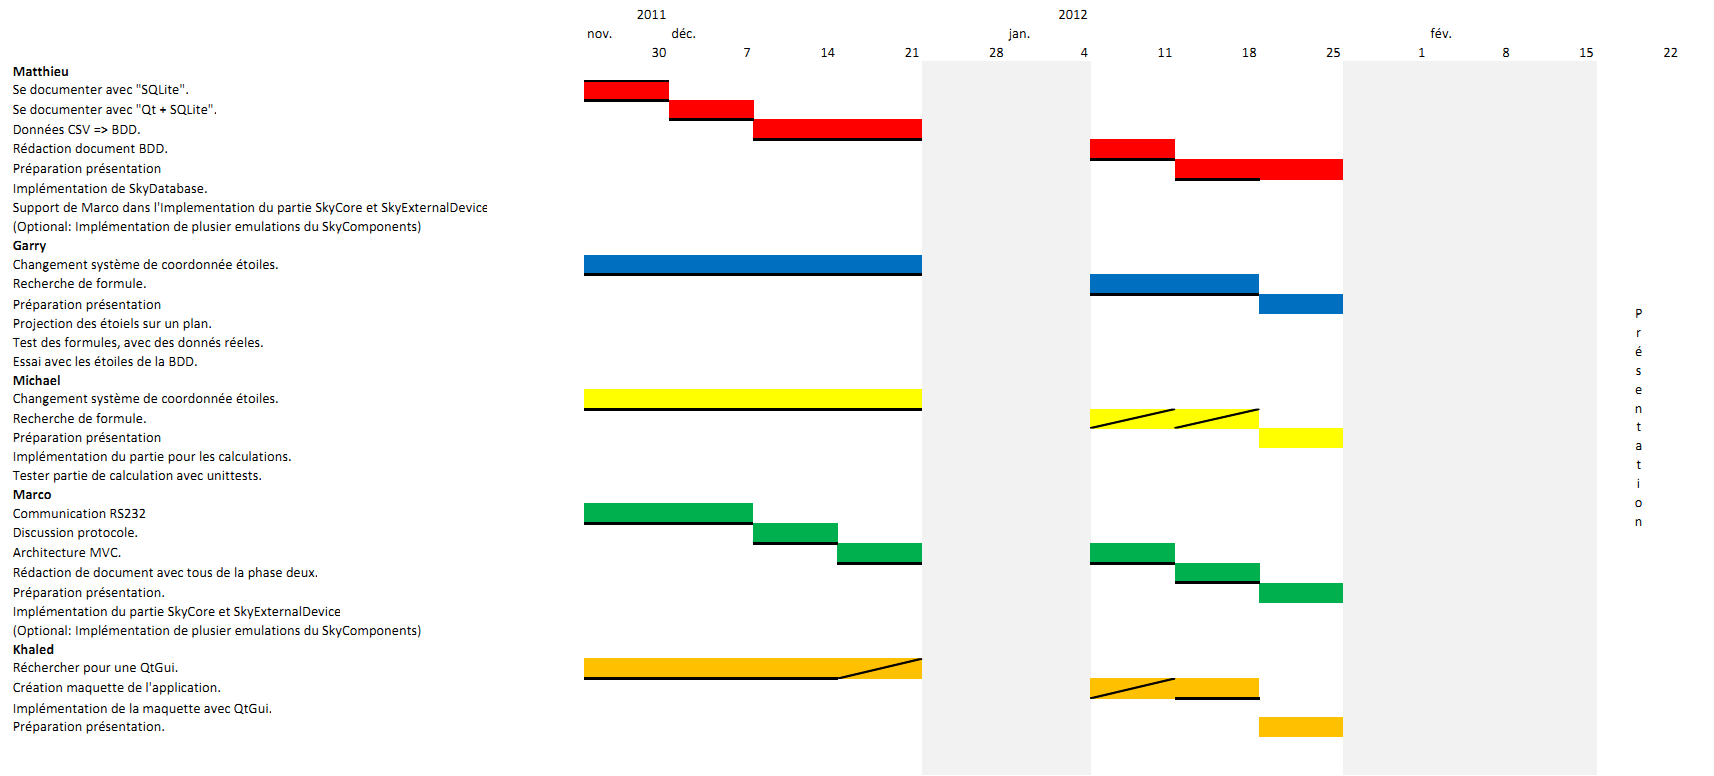 2011 2012
nov. déc. jan. fév.
30 7 14 21 28 4 11 18 25 1 8 15 22
Matthieu
Se documenter avec "SQLite".
Se documenter avec "Qt + SQLite".
Données CSV => BDD.
Rédaction document BDD.
Préparation présentation
Implémentation de SkyDatabase.
Support de Marco dans l'Implementation du partie SkyCore et SkyExternalDevice
(Optional: Implémentation de plusier emulations du SkyComponents)
Garry
Changement système de coordonnée étoiles.
Recherche de formule.
Préparation présentation
Projection des étoiels sur un plan.
Test des formules, avec des donnés réeles.
Essai avec les étoiles de la BDD.
Michael
Changement système de coordonnée étoiles.
Recherche de formule.
Préparation présentation
Implémentation du partie pour les calculations.
Tester partie de calculation avec unittests.
Marco
Communication RS232
Discussion protocole.
Architecture MVC.
Rédaction de document avec tous de la phase deux.
Préparation présentation.
Implémentation du partie SkyCore et SkyExternalDevice
(Optional: Implémentation de plusier emulations du SkyComponents)
Khaled
Réchercher pour une QtGui.
Création maquette de l'application.
Implémentation de la maquette avec QtGui.
Préparation présentation.
Présentation